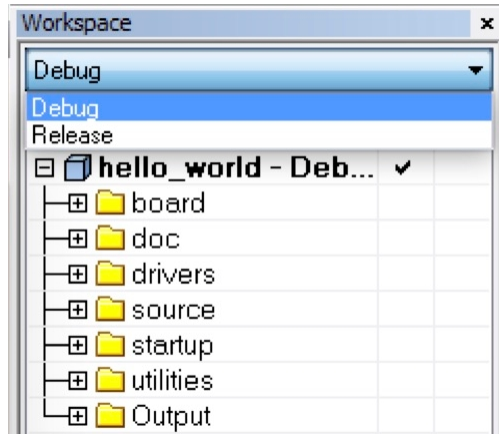 Workspace
Debug
Debug
Release
hello_world - Deb...
board
doc
drivers
source
startup
utilities
Output